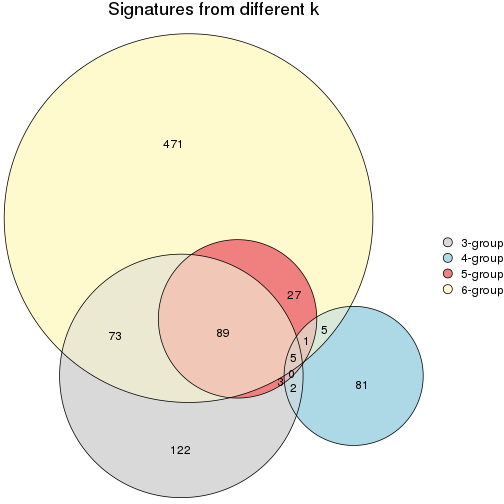 Signatures from different k
471
3-group
4-group
5-group
6-group
27
5
73
89
1
5
0
3
2
81
122